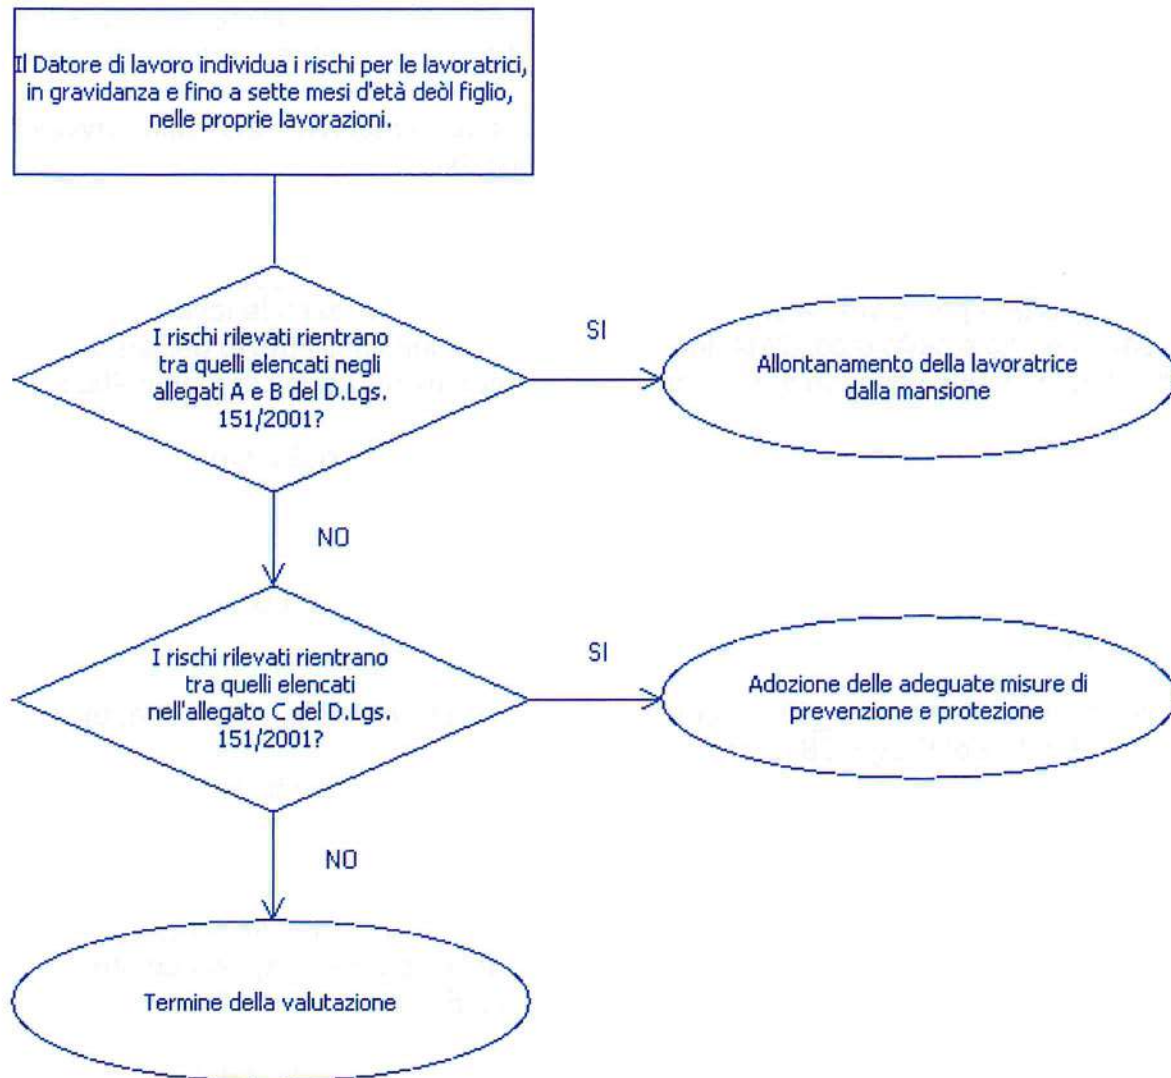 Il Datore di lavoro individua i rischi per le lavoratrici,
in gravidanza e fino a sette mesi d'età deòl figlio,
nelle proprie lavorazioni.
I rischi rilevati rientrano
tra quelli elencati negli
allegati A e B del D.Lgs.
151/2001?
SI
Allontanamento della lavoratrice
dalla mansione
NO
I rischi rilevati rientrano
tra quelli elencati
nell'allegato C del D.Lgs.
151/2001?
SI
Adozione delle adeguate misure di
prevenzione e protezione
NO
Termine della valutazione